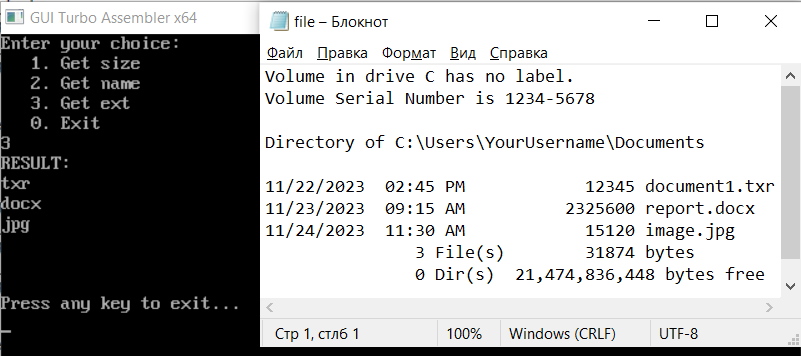 GUI Turbo Assembler x64
Enter your choice:
1. Get size
2. Get name
3. Get ext
0. Exit
3
RESULT:
txr
docx
jpg
Press any key to exit...
file – Блокнот
Файл Правка Формат Вид Справка
Volume in drive C has no label.
Volume Serial Number is 1234-5678
Directory of C:\Users\YourUsername\Documents
11/22/2023 02:45 PM 12345 document1.txr
11/23/2023 09:15 AM 2325600 report.docx
11/24/2023 11:30 AM 15120 image.jpg
3 File(s) 31874 bytes
0 Dir(s) 21,474,836,448 bytes free
Стр 1, стлб 1 100% Windows (CRLF) UTF-8